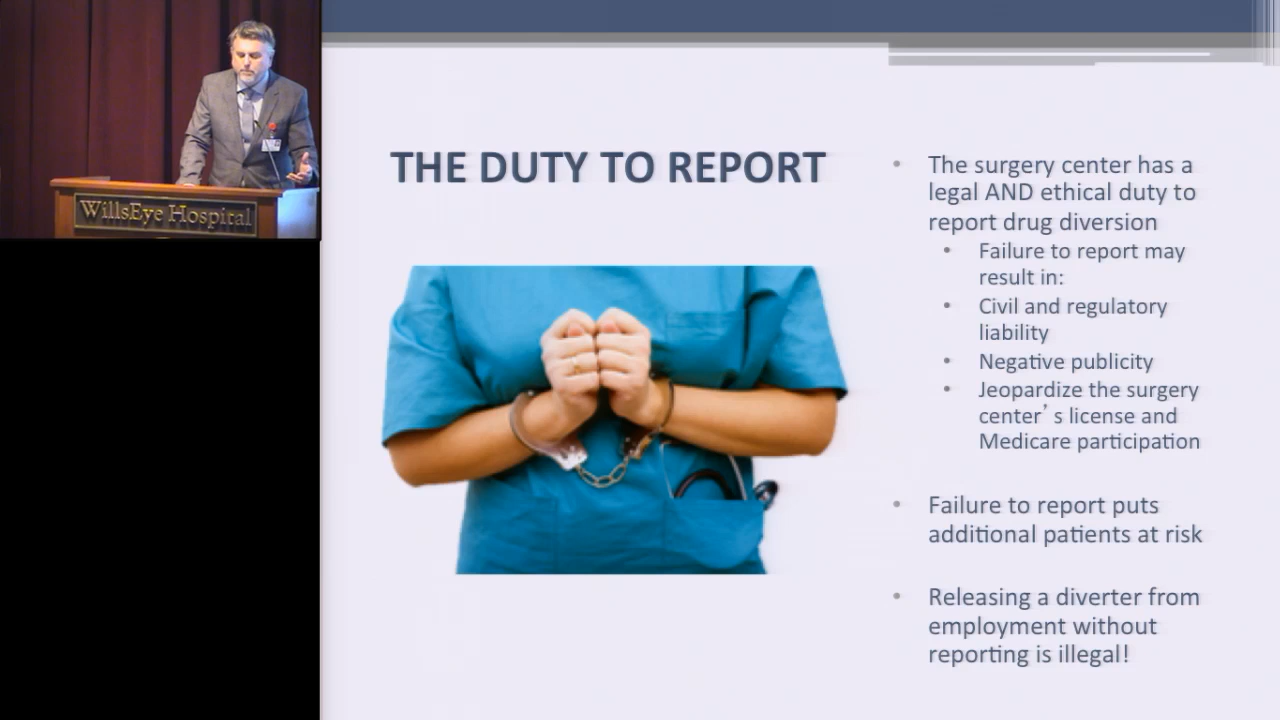 WillsEye Hospital
THE DUTY TO REPORT
• The surgery center has a
legal AND ethical duty to
report drug diversion
• Failure to report may
result in:
• Civil and regulatory
liability
• Negative publicity
• Jeopardize the surgery
center’ s license and
Medicare participation
• Failure to report puts
additional patients at risk
• Releasing a diverter from
employment without
reporting is illegal!